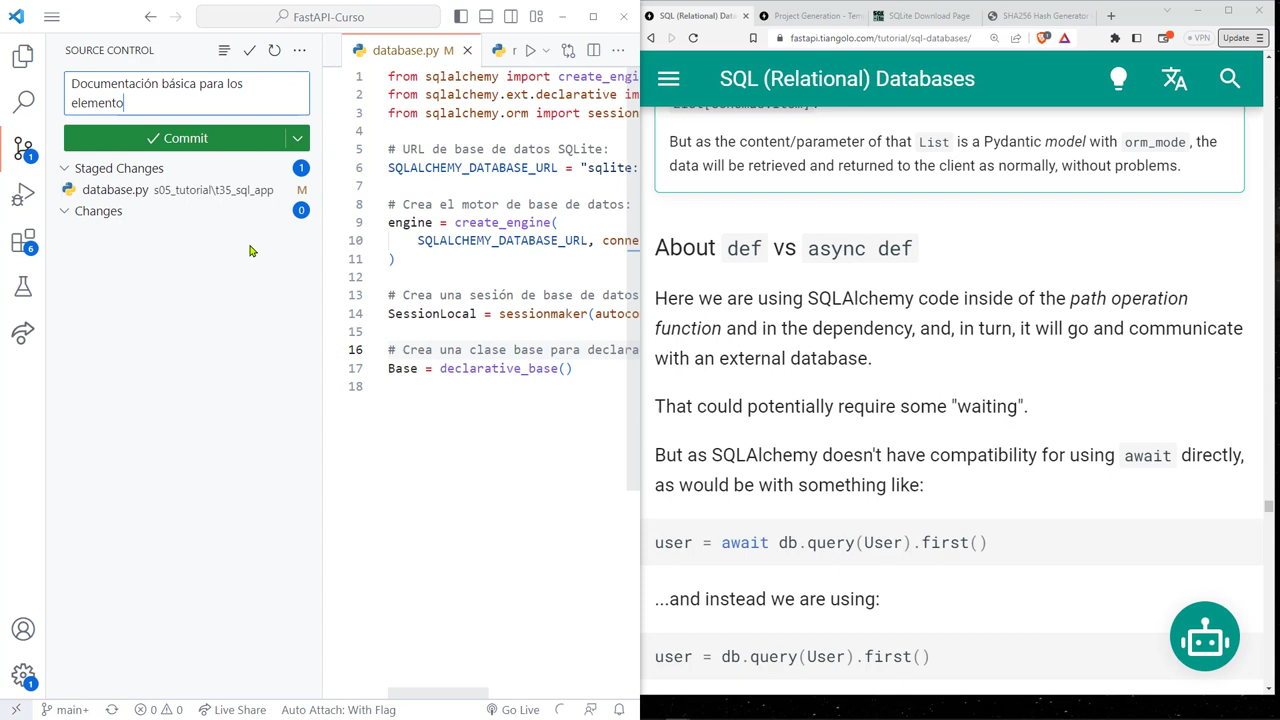 FastAPI-Curso
SOURCE CONTROL
Documentación básica para los
elemento
Commit
Staged Changes
1
database.py s05_tutorial\t35_sql_app M
Changes
0
1
6
1
database.py M
r
1 from sqlalchemy import create_engi
2 from sqlalchemy.ext.declarative im
3 from sqlalchemy.orm import session
4
5 # URL de base de datos SQLite:
6 SQLALCHEMY_DATABASE_URL = "sqlite:
7
8 # Crea el motor de base de datos:
9 engine = create_engine(
10 SQLALCHEMY_DATABASE_URL, conne
11 )
12
13 # Crea una sesión de base de datos
14 SessionLocal = sessionmaker(autoco
15
16 # Crea una clase base para declara
17 Base = declarative_base()
18
main+
0 0
Live Share
Auto Attach: With Flag
Go Live
SQL (Relational) Data
Project Generation - Tem
SQLite Download Page
SHA256 Hash Generator
fastapi.tiangolo.com/tutorial/sql-databases/
VPN
Update
SQL (Relational) Databases
But as the content/parameter of that List is a Pydantic model with orm_mode, the
data will be retrieved and returned to the client as normally, without problems.
About def vs async def
Here we are using SQLAlchemy code inside of the path operation
function and in the dependency, and, in turn, it will go and communicate
with an external database.
That could potentially require some "waiting".
But as SQLAlchemy doesn't have compatibility for using await directly,
as would be with something like:
user = await db.query(User).first()
...and instead we are using:
user = db.query(User).first()